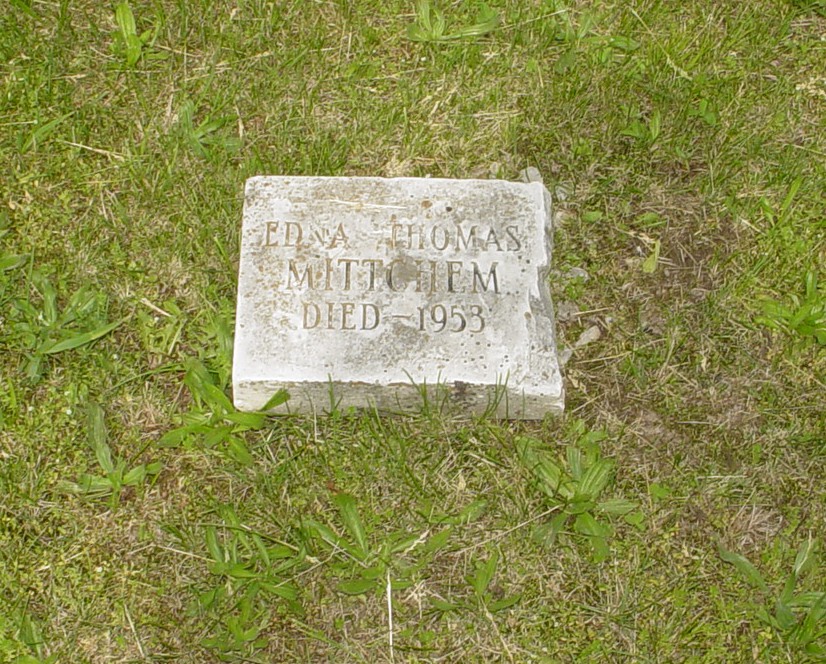 EDNA THOMAS
MITTCHEM
DIED - 1953